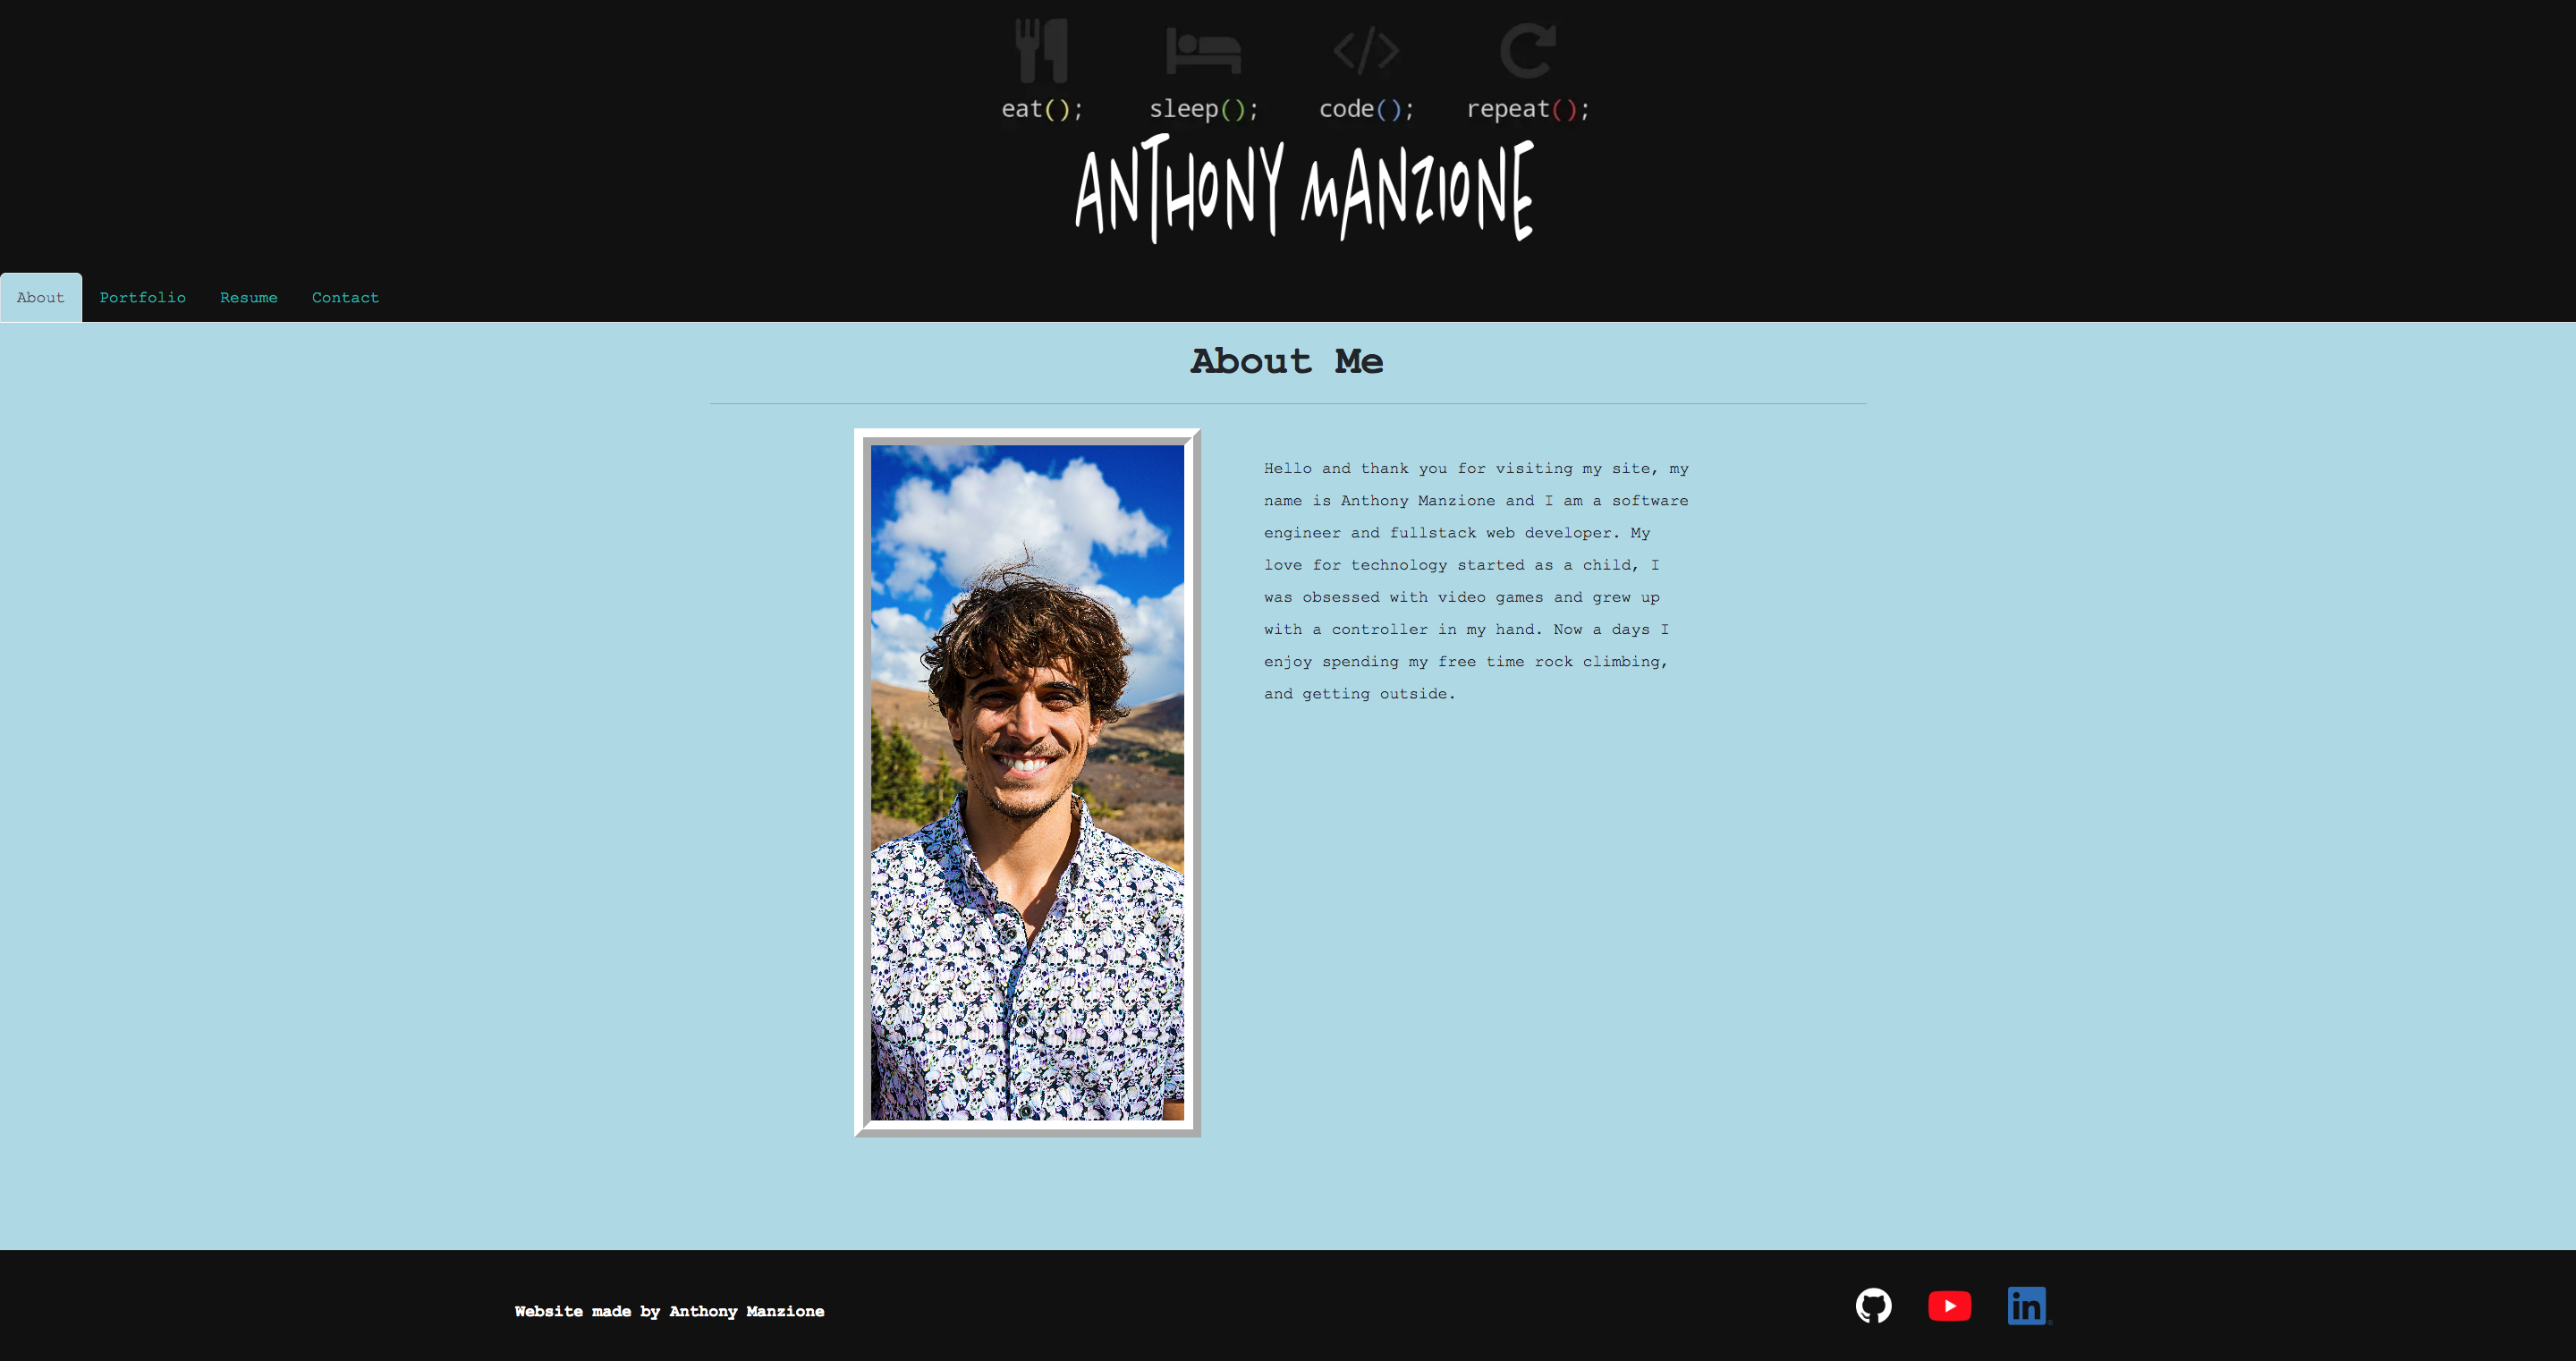 eat(); sleep(); code(); repeat();
ANTHONY MANZIONE
About Portfolio Resume Contact
About Me
Hello and thank you for visiting my site, my
name is Anthony Manzione and I am a software
engineer and fullstack web developer. My
love for technology started as a child, I
was obsessed with video games and grew up
with a controller in my hand. Now a days I
enjoy spending my free time rock climbing,
and getting outside.
Website made by Anthony Manzione
in